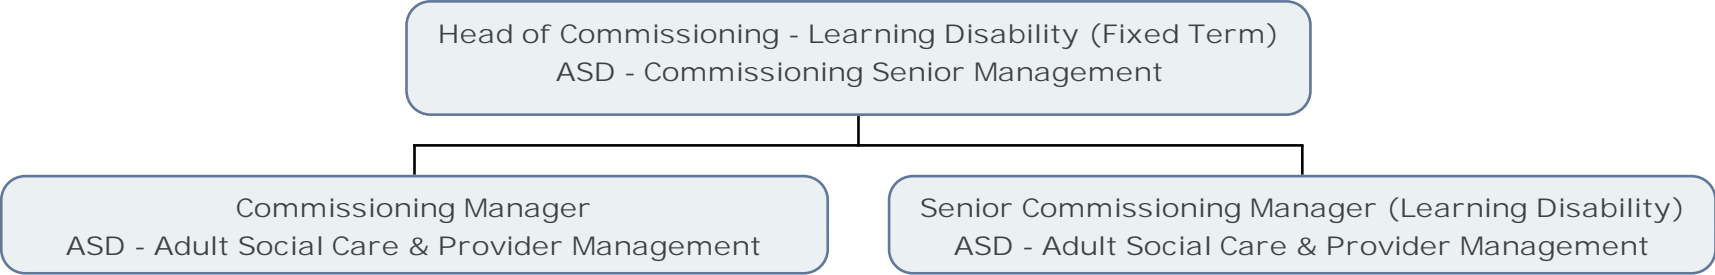 Head of Commissioning - Learning Disability (Fixed Term)
ASD - Commissioning Senior Management
Commissioning Manager
ASD - Adult Social Care & Provider Management
Senior Commissioning Manager (Learning Disability)
ASD - Adult Social Care & Provider Management